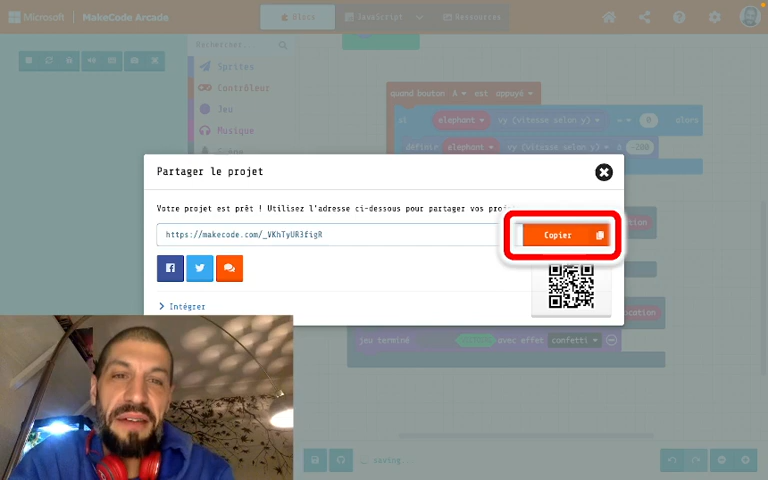 Microsoft
MakeCode Arcade
Blocs
JavaScript
Ressources
Rechercher...
Sprites
Contrôleur
Jeu
Musique
quand bouton A est appuyé
si elephant vy (vitesse selon y) = 0 alors
définir elephant vy (vitesse selon y) à -200
Partager le projet
Votre projet est prêt ! Utilisez l'adresse ci-dessous pour partager vos
https://makecode.com/_VKhTyUR3figR
Copier
Intégrer
jeu terminé avec effet confetti
saving...